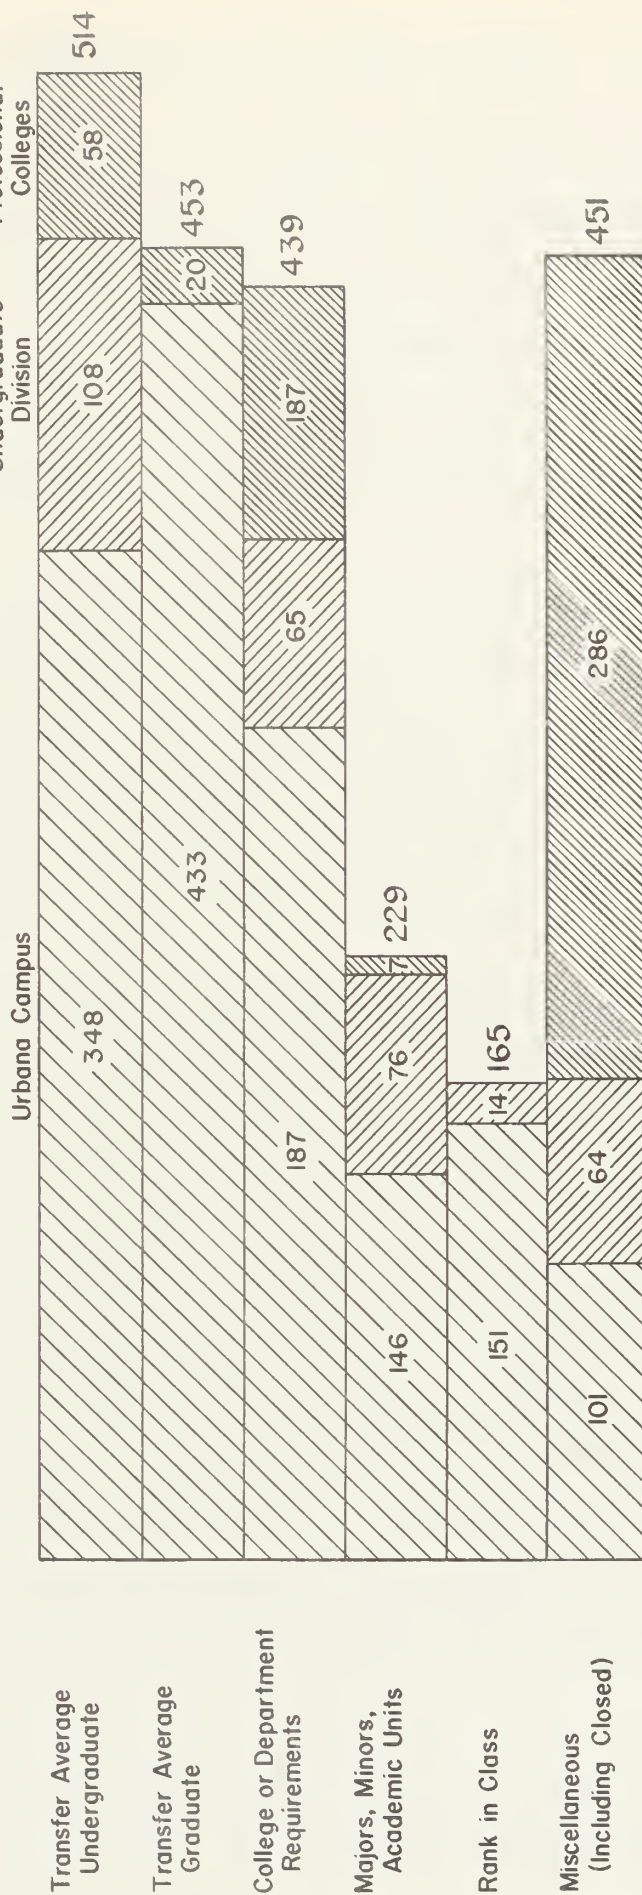 Urbana Campus
Division
Colleges
Transfer Average
Undergraduate
348
108
58
514
Transfer Average
Graduate
433
20
453
College or Department
Requirements
187
65
187
439
Majors, Minors,
Academic Units
146
76
7
229
Rank in Class
151
14
165
Miscellaneous
(Including Closed)
101
64
286
451